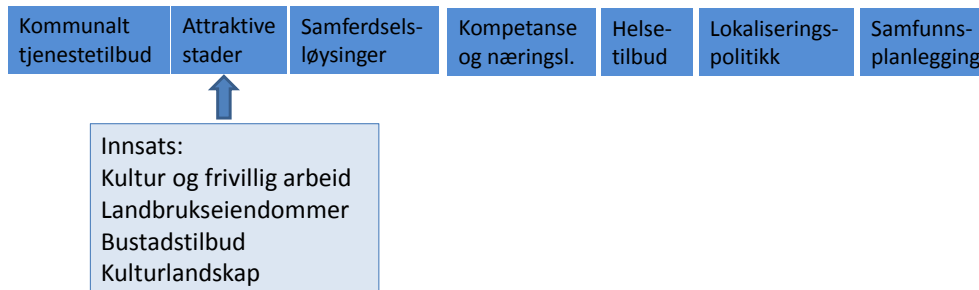 Kommunalt
tjenestetilbud
Attraktive
stader
Samferdsels-
løysinger
Kompetanse
og næringsl.
Helse-
tilbud
Lokaliserings-
politikk
Samfunns-
planlegging
Innsats:
Kultur og frivillig arbeid
Landbrukseiendommer
Bustadstilbud
Kulturlandskap